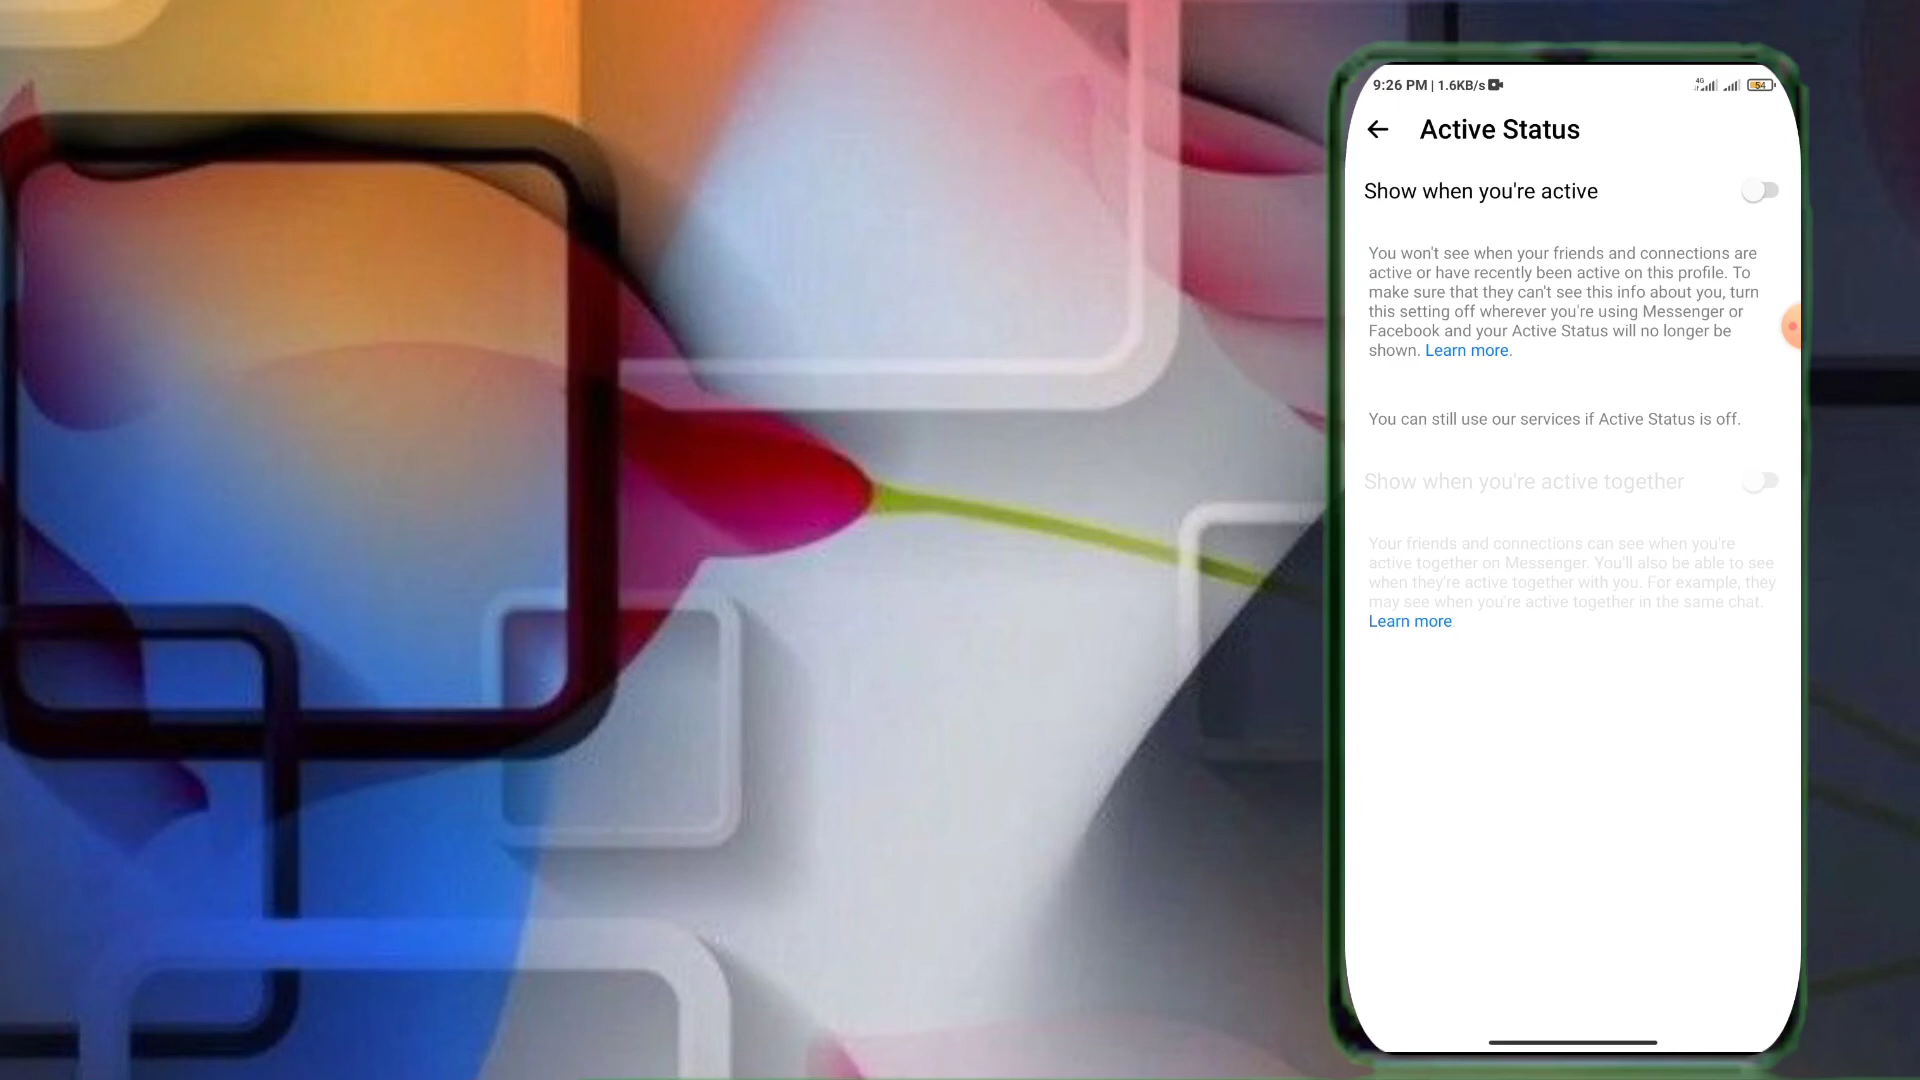 9:26 PM | 1.6KB/s
4G
54
Active Status
Show when you're active
You won't see when your friends and connections are
active or have recently been active on this profile. To
make sure that they can't see this info about you, turn
this setting off wherever you're using Messenger or
Facebook and your Active Status will no longer be
shown. Learn more.
You can still use our services if Active Status is off.
Show when you're active together
Your friends and connections can see when you're
active together on Messenger. You'll also be able to see
when they're active together with you. For example, they
may see when you're active together in the same chat.
Learn more